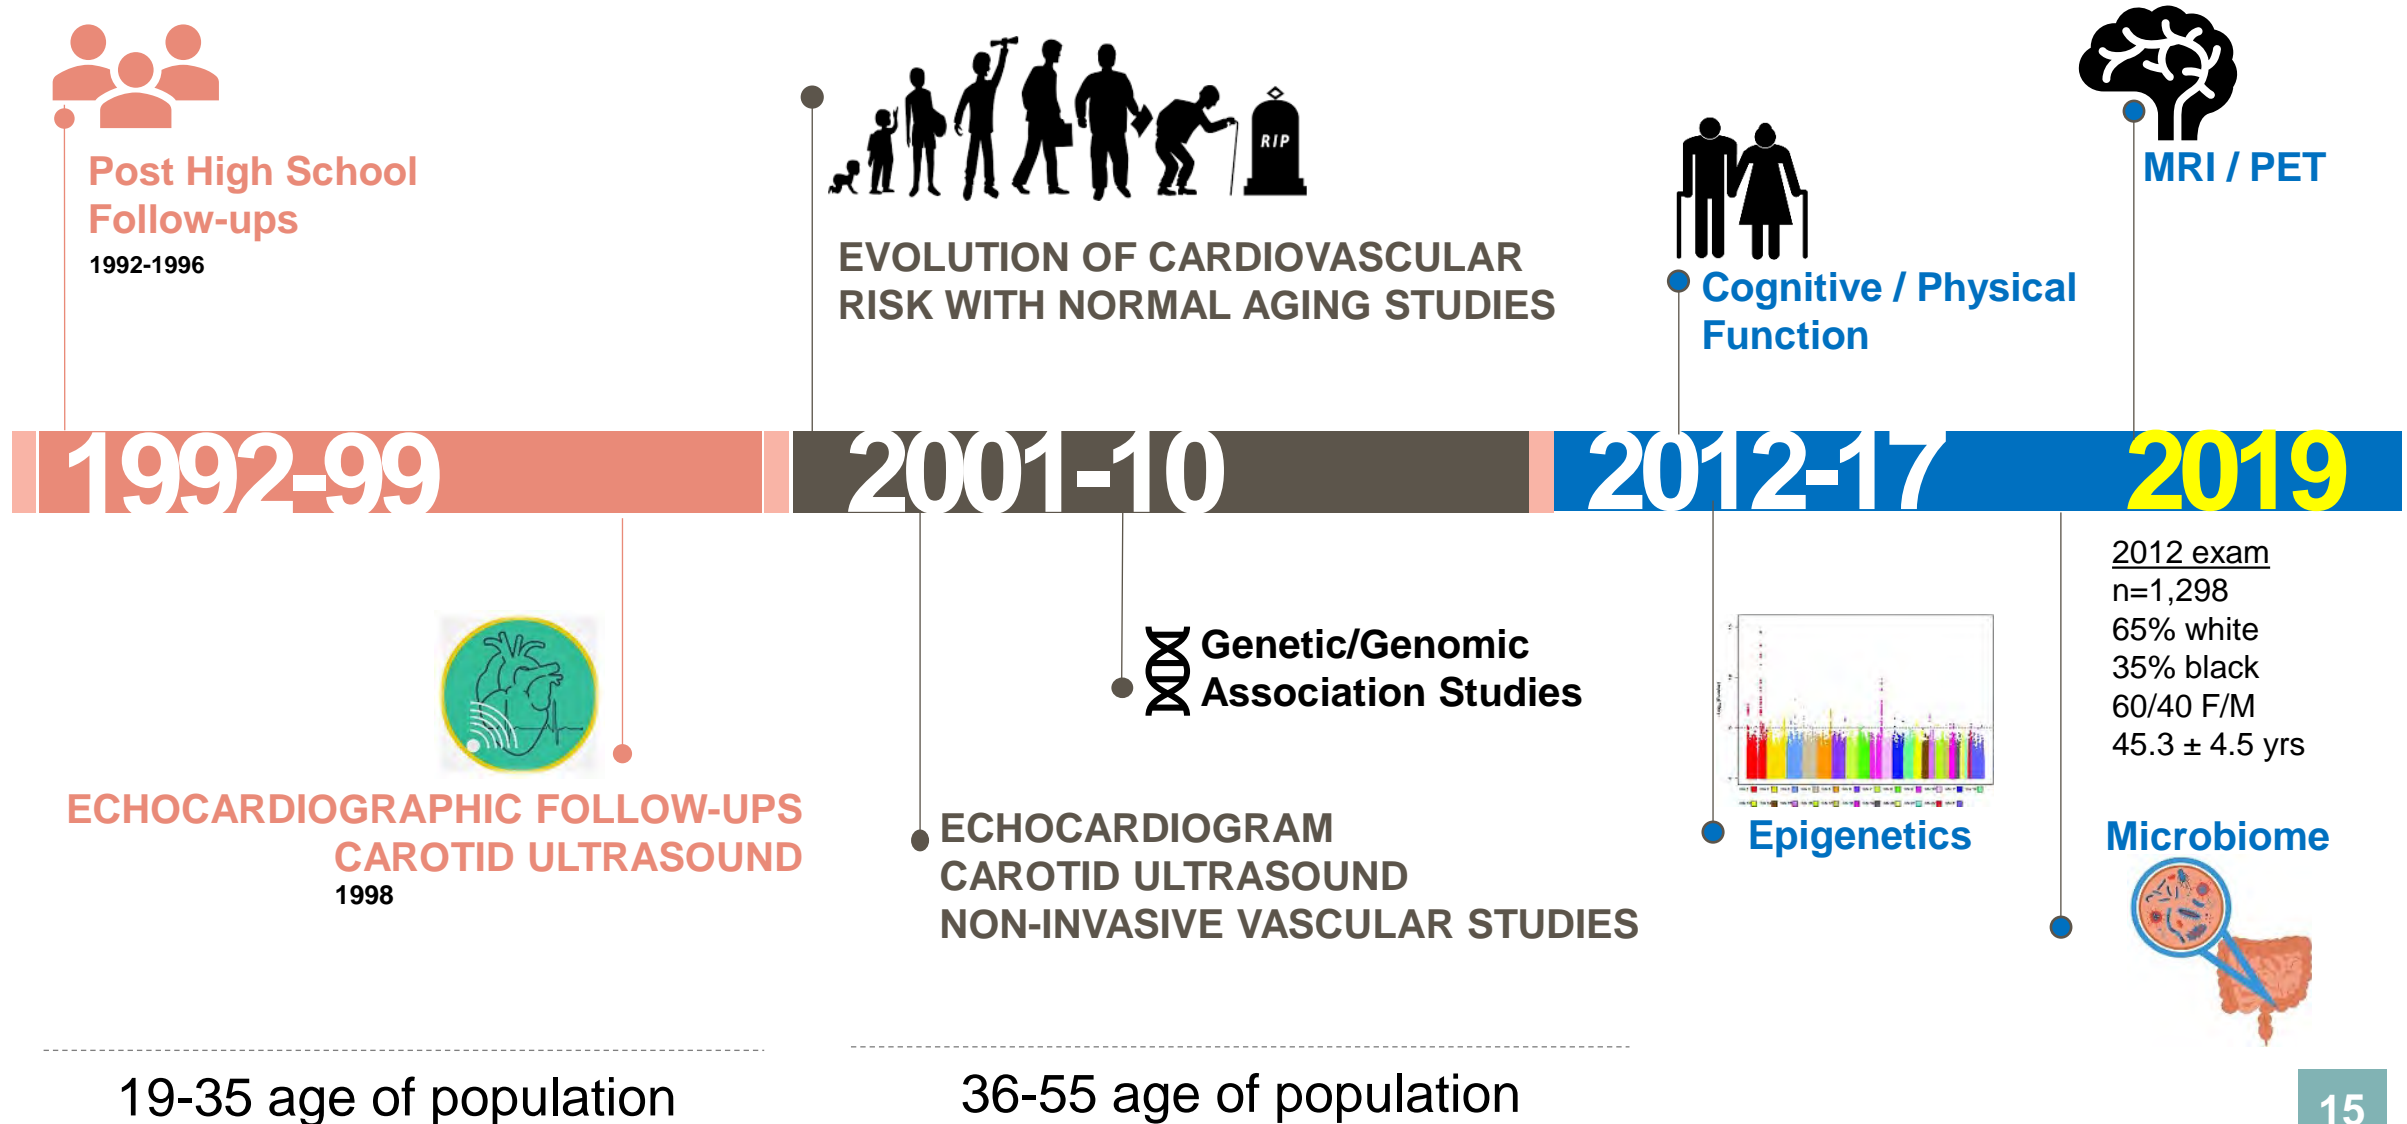 Post High School
Follow-ups
1992-1996
RIP
EVOLUTION OF CARDIOVASCULAR
RISK WITH NORMAL AGING STUDIES
Cognitive / Physical
Function
MRI / PET
1992-99
2001-10
2012-17
2019
ECHOCARDIOGRAPHIC FOLLOW-UPS
CAROTID ULTRASOUND
1998
Genetic/Genomic
Association Studies
ECHOCARDIOGRAM
CAROTID ULTRASOUND
NON-INVASIVE VASCULAR STUDIES
Epigenetics
2012 exam
n=1,298
65% white
35% black
60/40 F/M
45.3 ± 4.5 yrs
Microbiome
19-35 age of population
36-55 age of population
15